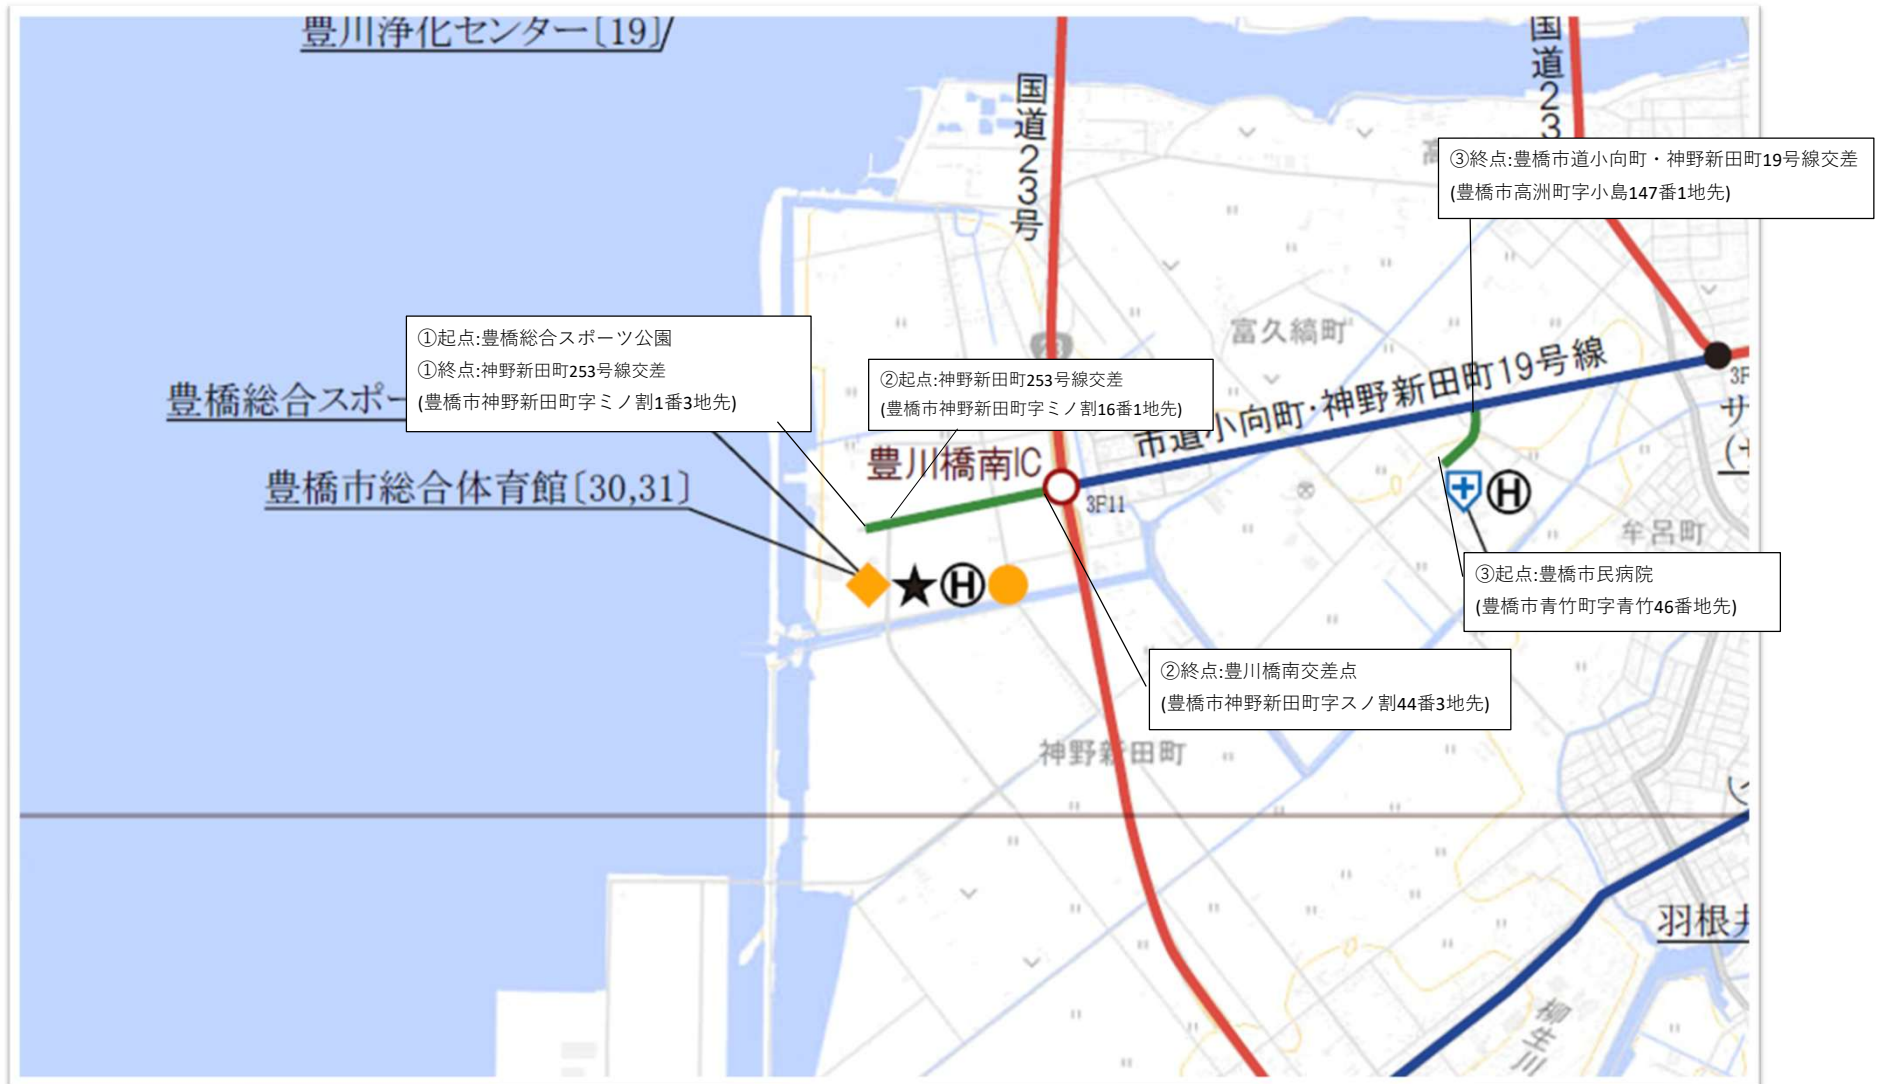 豊川浄化センター〔19〕
国道23号
国道23
③終点:豊橋市道小向町・神野新田町19号線交差
(豊橋市高洲町字小島147番1地先)
①起点:豊橋総合スポーツ公園
①終点:神野新田町253号線交差
(豊橋市神野新田町字ミノ割1番3地先)
②起点:神野新田町253号線交差
(豊橋市神野新田町字ミノ割16番1地先)
富久縞町
市道小向町・神野新田町19号線
豊橋総合スポー
豊川橋南IC
3F11
3F
サ
豊橋市総合体育館〔30,31〕
H
H
牟呂町
③起点:豊橋市民病院
(豊橋市青竹町字青竹46番地先)
②終点:豊川橋南交差点
(豊橋市神野新田町字スノ割44番3地先)
神野新田町
羽根井
柳生川